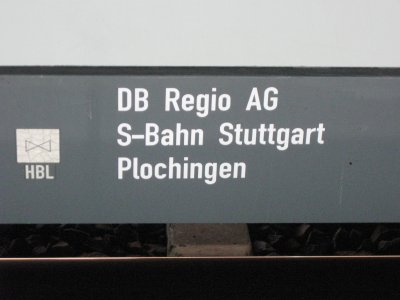 DB Regio AG
S-Bahn Stuttgart
Plochingen
HBL